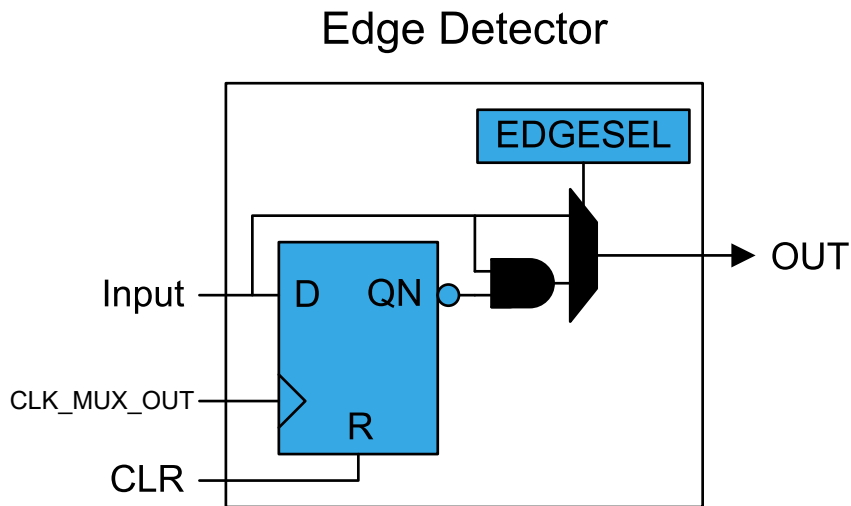 Edge Detector
EDGESEL
OUT
Input
D
QN
CLK_MUX_OUT
R
CLR